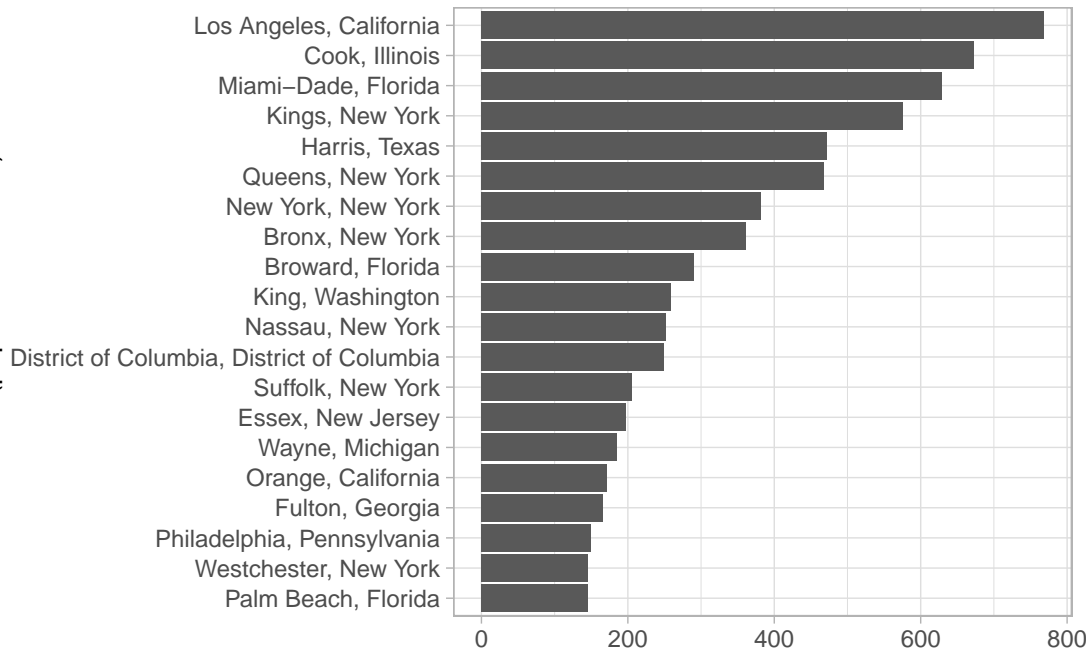 Los Angeles, California
Cook, Illinois
Miami−Dade, Florida
Kings, New York
Harris, Texas
Queens, New York
New York, New York
Bronx, New York
Broward, Florida
King, Washington
Nassau, New York
District of Columbia, District of Columbia
Suffolk, New York
Essex, New Jersey
Wayne, Michigan
Orange, California
Fulton, Georgia
Philadelphia, Pennsylvania
Westchester, New York
Palm Beach, Florida
0 200 400 600 800